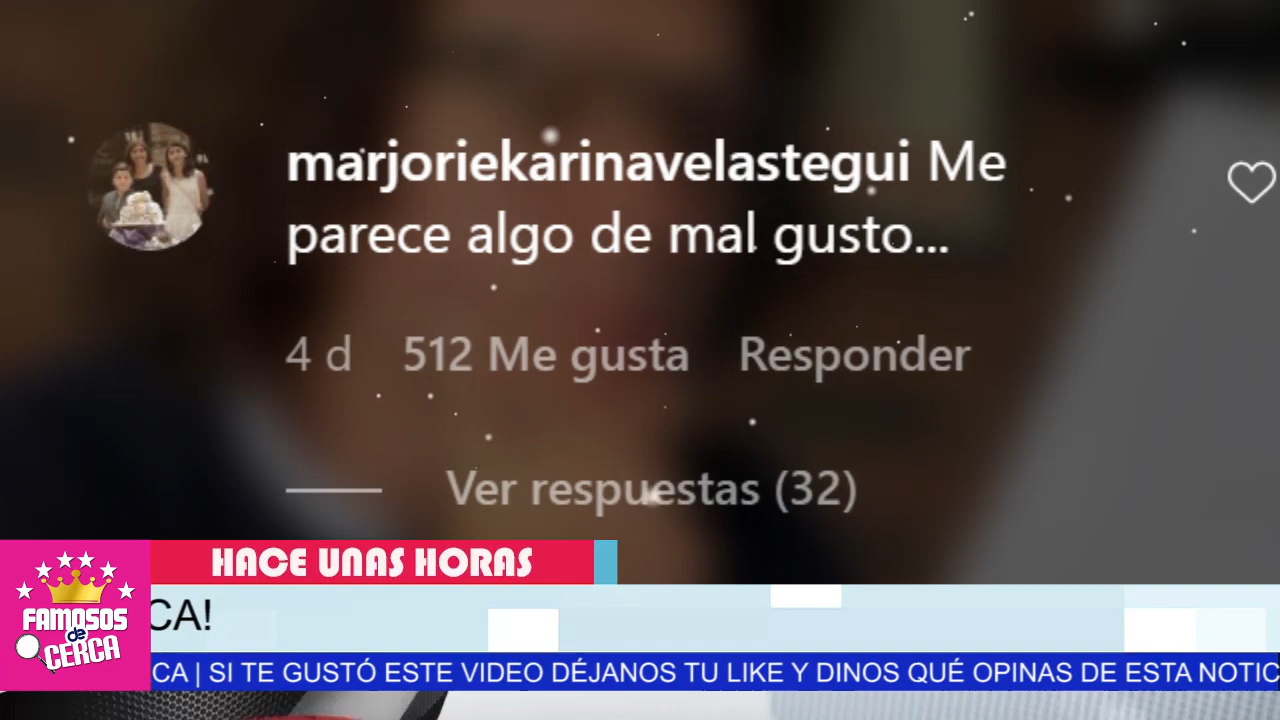 marjoriekarinavelastegui Me
parece algo de mal gusto...
4 d 512 Me gusta Responder
Ver respuestas (32)
HACE UNAS HORAS
CA!
FAMOSOS
de
CERCA
CA | SI TE GUSTÓ ESTE VIDEO DÉJANOS TU LIKE Y DINOS QUÉ OPINAS DE ESTA NOTIC